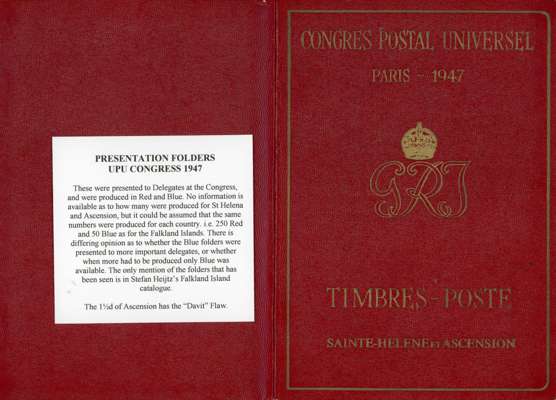 PRESENTATION FOLDERS
UPU CONGRESS 1947
These were presented to Delegates at the Congress,
and were produced in Red and Blue. No information is
available as to how many were produced for St Helena
and Ascension, but it could be assumed that the same
numbers were produced for each country. i.e. 250 Red
and 50 Blue as for the Falkland Islands. There is
differing opinion as to whether the Blue folders were
presented to more important delegates, or whether
when more had to be produced only Blue was
available. The only mention of the folders that has
been seen is in Stefan Heijtz's Falkland Island
catalogue.
The 1½d of Ascension has the "Davit" Flaw.
CONGRES POSTAL UNIVERSEL
PARIS - 1947
GRI
TIMBRES-POSTE
SAINTE-HELENE ET ASCENSION